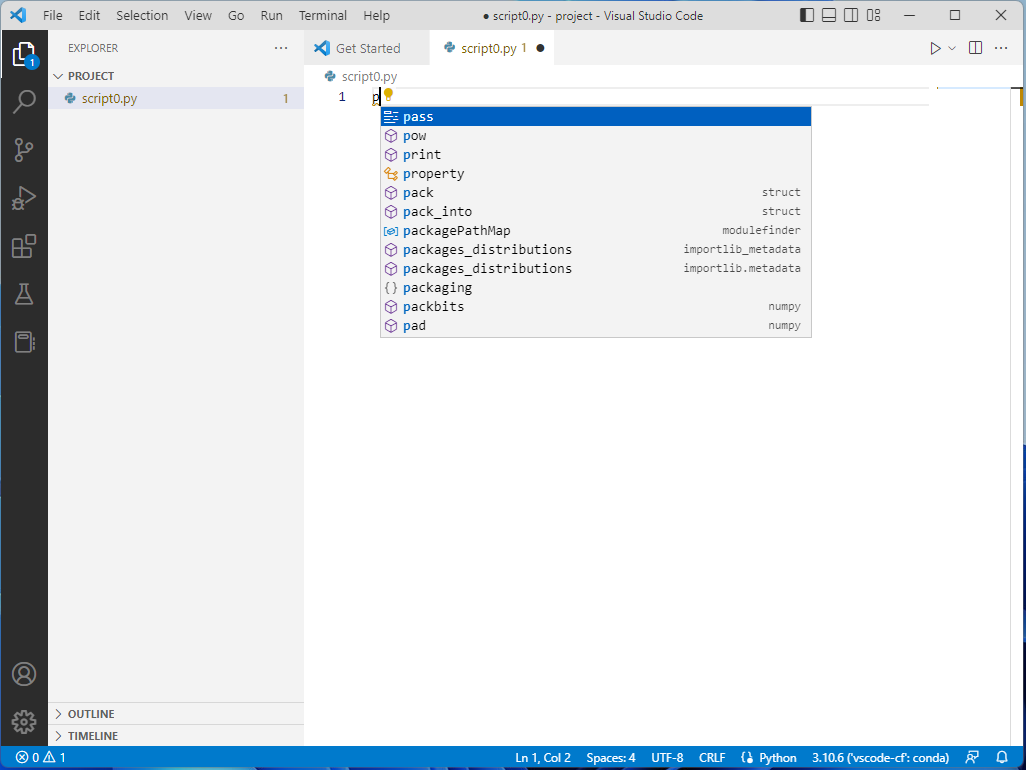 File Edit Selection View Go Run Terminal Help ● script0.py - project - Visual Studio Code
1
EXPLORER ···
PROJECT
script0.py 1
OUTLINE
TIMELINE
Get Started script0.py 1 ●
script0.py
1 p
pass
pow
print
property
pack struct
pack_into struct
packagePathMap modulefinder
packages_distributions importlib_metadata
packages_distributions importlib.metadata
{} packaging
packbits numpy
pad numpy
0 1 Ln 1, Col 2 Spaces: 4 UTF-8 CRLF Python 3.10.6 ('vscode-cf': conda)